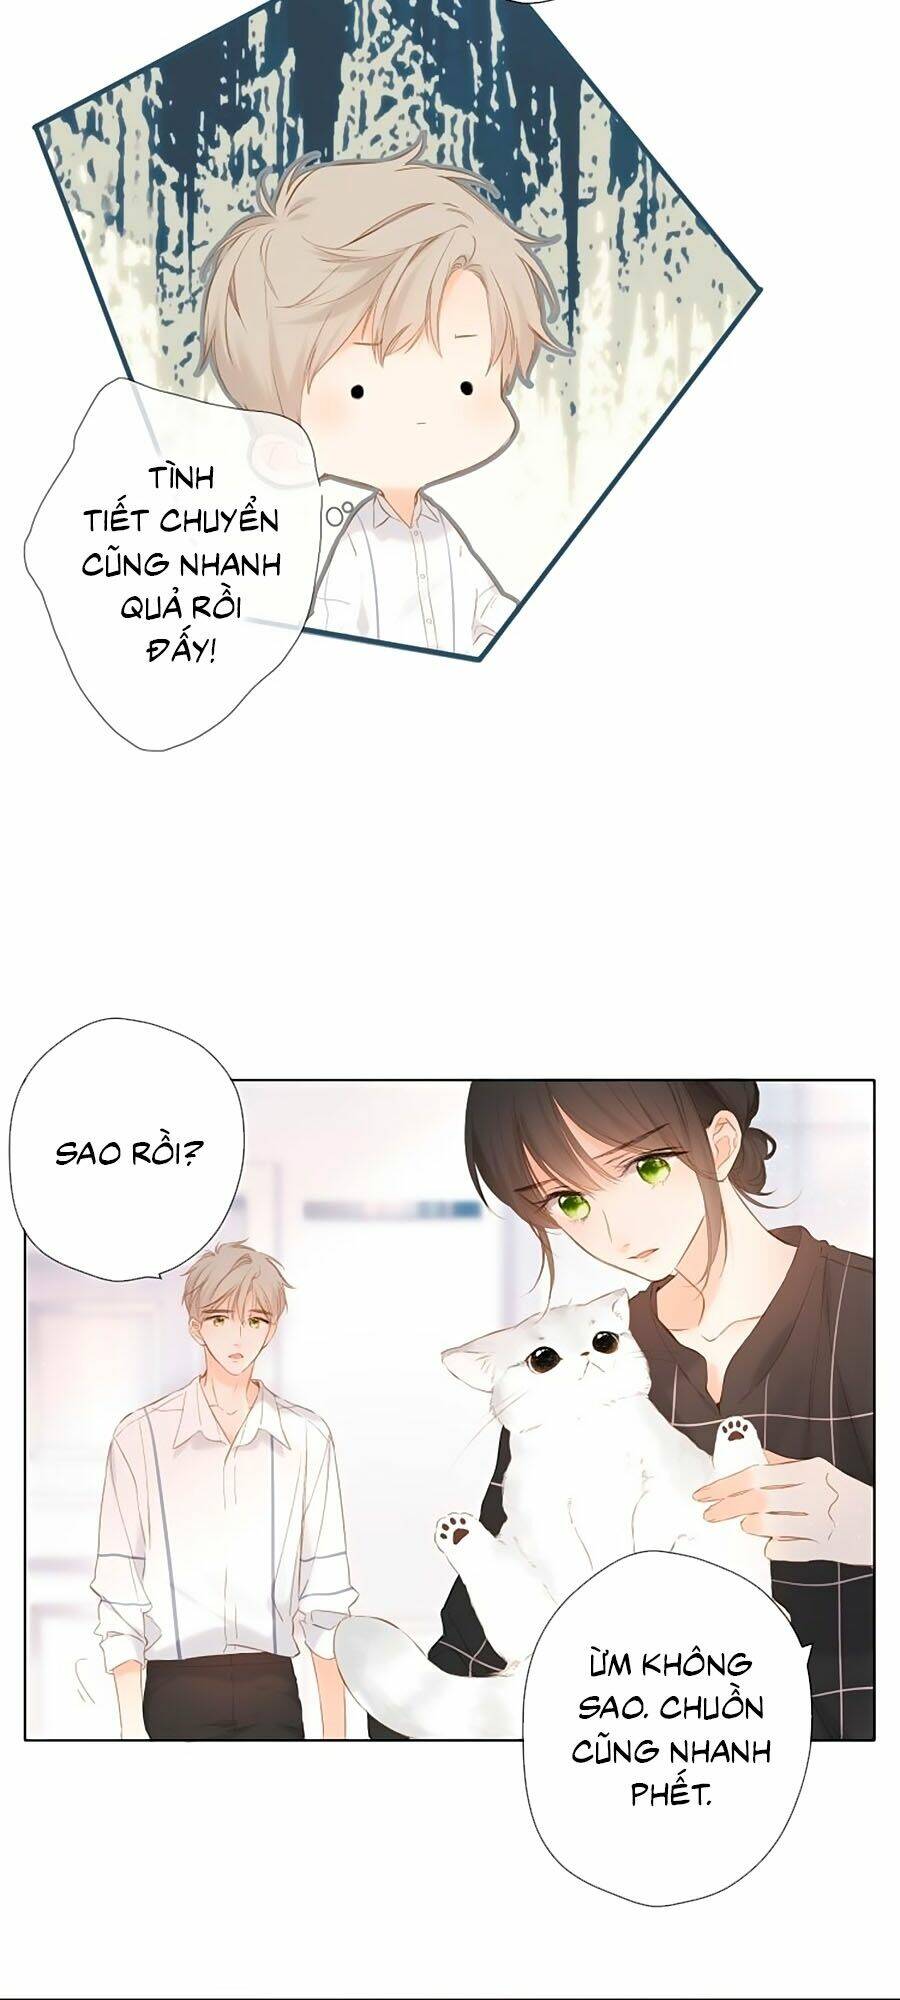 TÌNH
TIẾT CHUYỂN
CŨNG NHANH
QUẢ RỒI
ĐẤY!
SAO RỒI?
ỪM KHÔNG
SAO. CHUỒN
CŨNG NHANH
PHẾT.